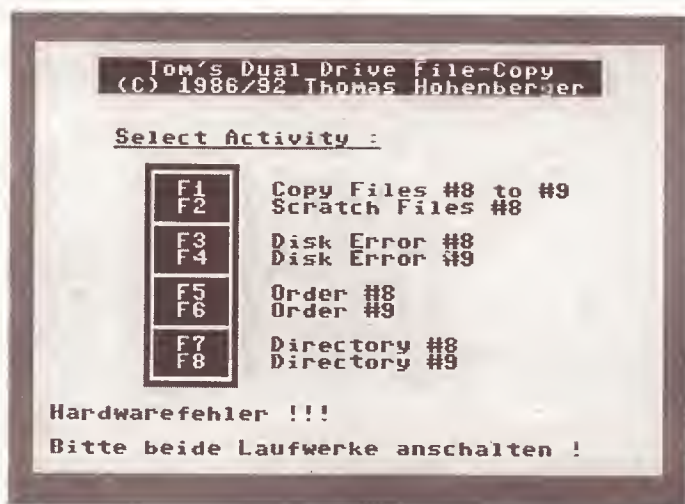 Tom's Dual Drive File-Copy
(C) 1986/92 Thomas Hohenberger
Select Activity :
F1 Copy Files #8 to #9
F2 Scratch Files #8
F3 Disk Error #8
F4 Disk Error #9
F5 Order #8
F6 Order #9
F7 Directory #8
F8 Directory #9
Hardwarefehler !!!
Bitte beide Laufwerke anschalten !